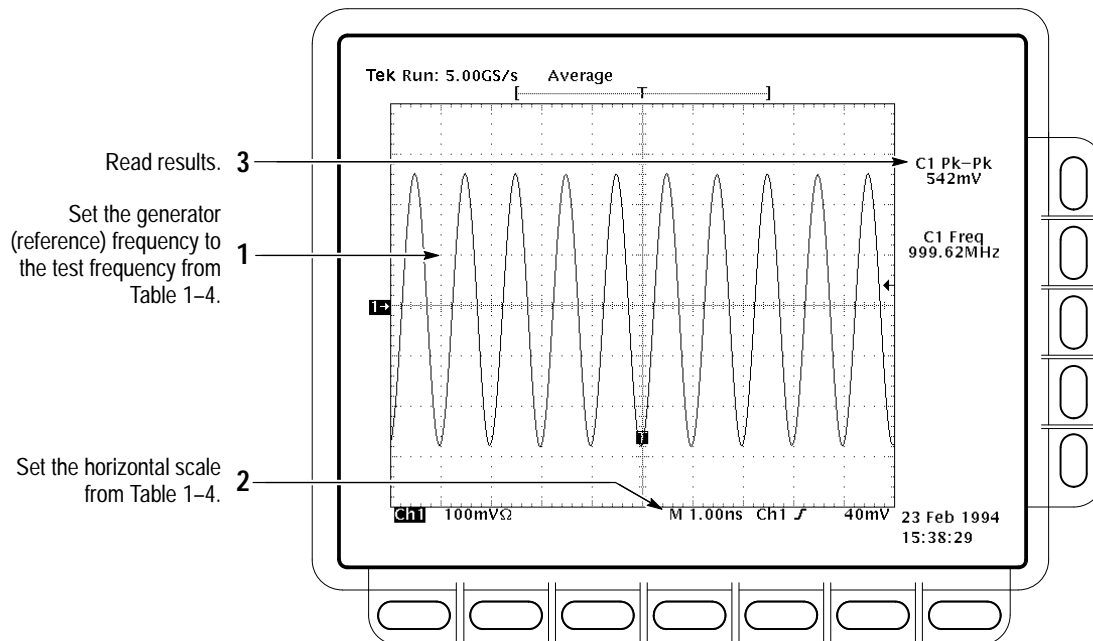 Tek Run: 5.00GS/s Average
[ T ]
Read results. 3
C1 Pk–Pk
542mV
Set the generator
(reference) frequency to
the test frequency from
Table 1–4.
1
C1 Freq
999.62MHz
1→
T
Set the horizontal scale
from Table 1–4.
2
Ch1 100mVΩ M 1.00ns Ch1 ƒ 40mV
23 Feb 1994
15:38:29